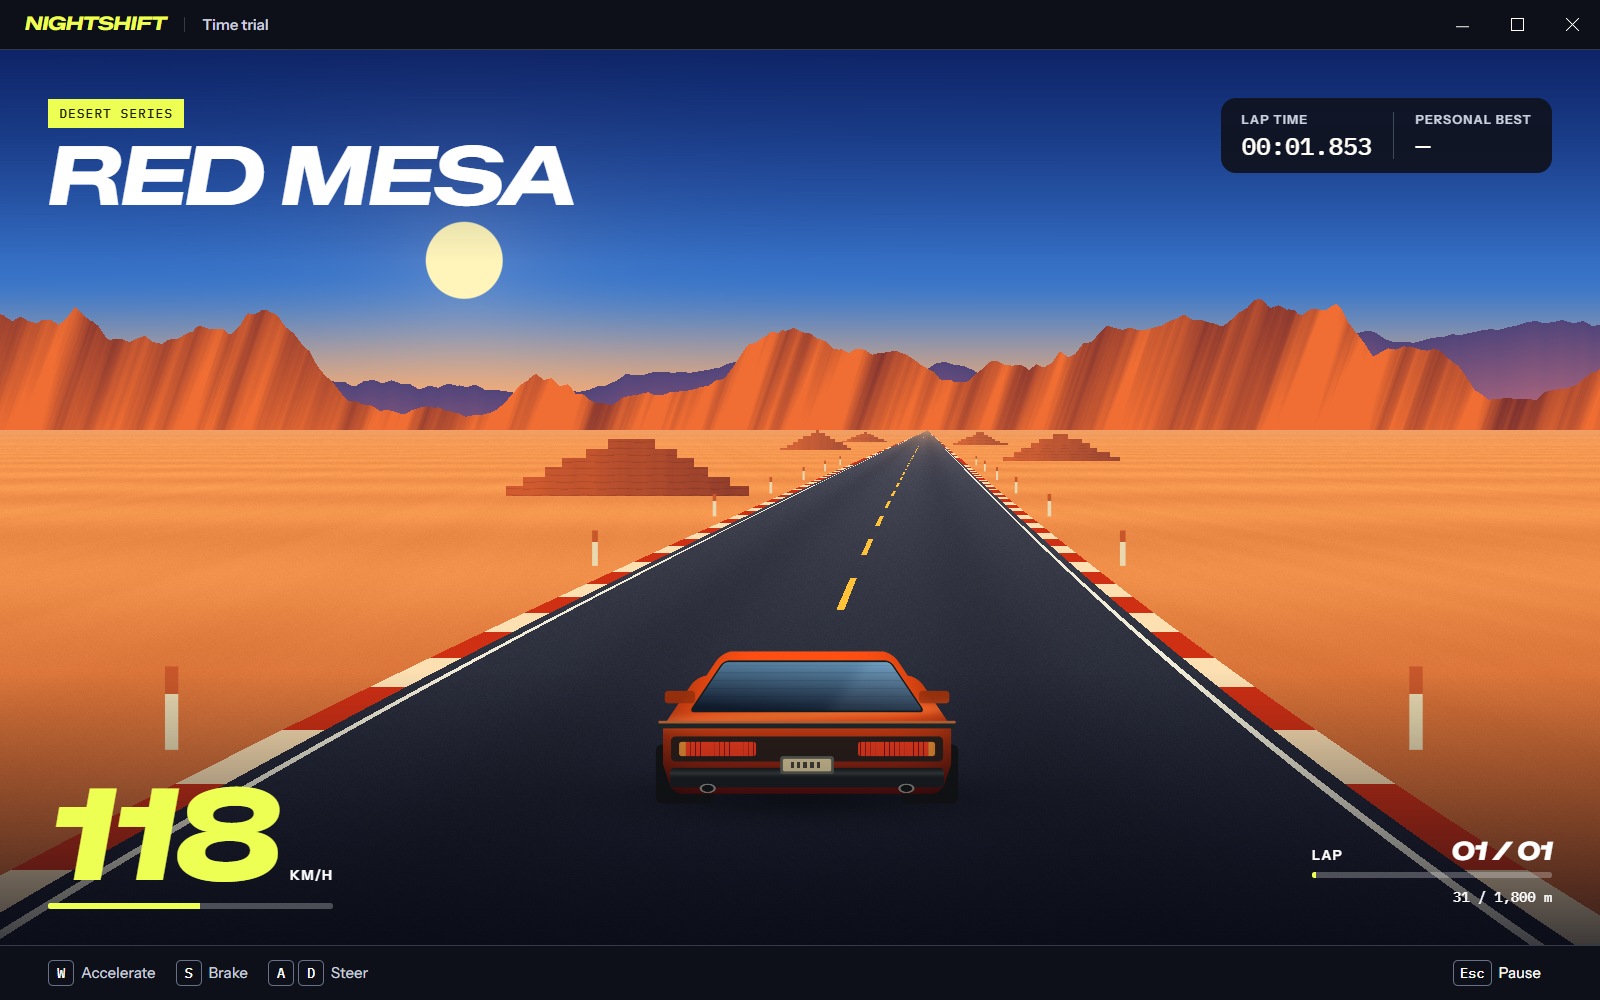 NIGHTSHIFT Time trial
DESERT SERIES
RED MESA
LAP TIME
00:01.853
PERSONAL BEST
—
118 KM/H
LAP 01/01
31 / 1,800 m
W Accelerate S Brake A D Steer
Esc Pause